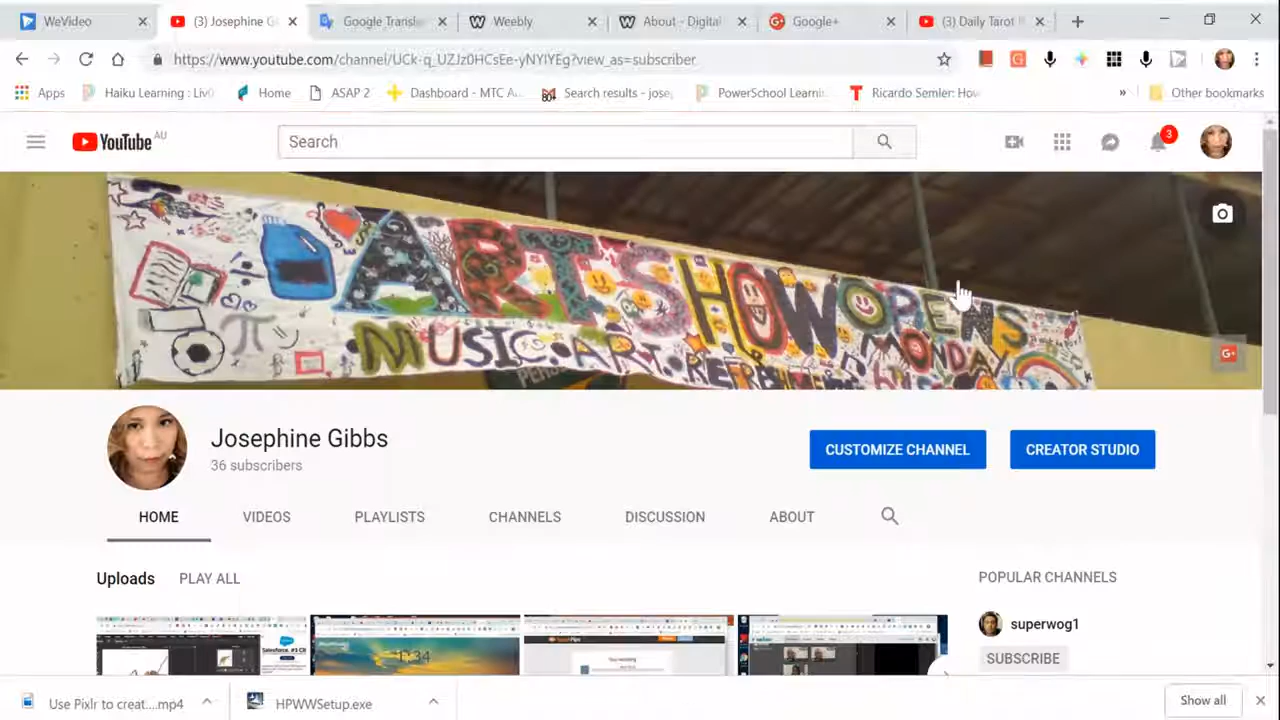 WeVideo
(3) Josephine G
Google Transl
Weebly
About - Digital
Google+
(3) Daily Tarot
https://www.youtube.com/channel/UCk-q_UZJz0HCsEe-yNYlYEg?view_as=subscriber
Apps
Haiku Learning : Liv
Home
ASAP 2
Dashboard - MTC A
Search results - jose
PowerSchool Learni
Ricardo Semler: How
»
Other bookmarks
YouTube AU
Search
3
ART SHOW OPENS
MUSIC. ART.
MONDAY
Josephine Gibbs
36 subscribers
CUSTOMIZE CHANNEL
CREATOR STUDIO
HOME
VIDEOS
PLAYLISTS
CHANNELS
DISCUSSION
ABOUT
Uploads
PLAY ALL
POPULAR CHANNELS
superwog1
SUBSCRIBE
Use Pixlr to creat....mp4
HPWWSetup.exe
Show all